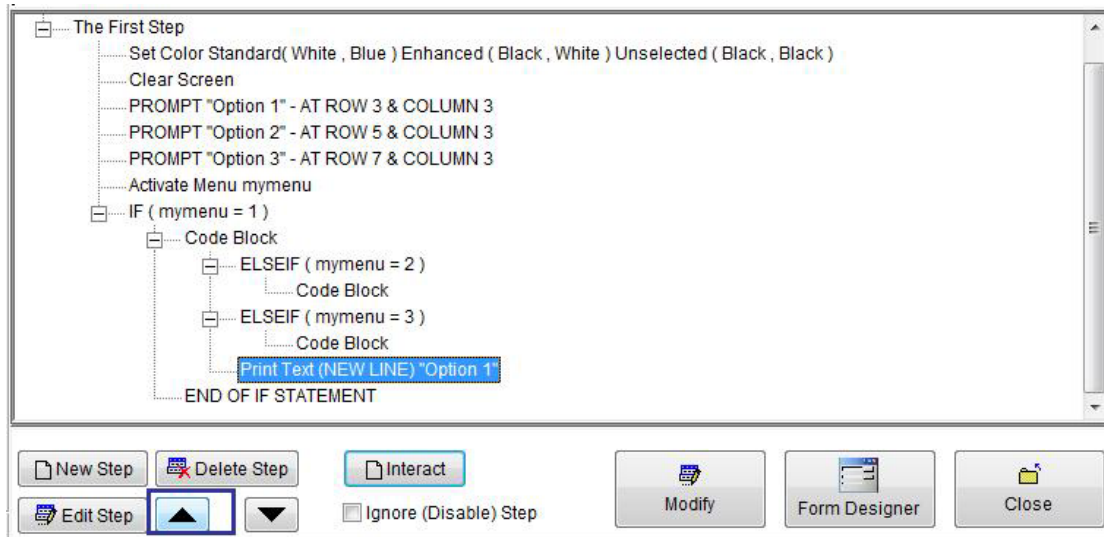 The First Step
Set Color Standard( White , Blue ) Enhanced ( Black , White ) Unselected ( Black , Black )
Clear Screen
PROMPT "Option 1" - AT ROW 3 & COLUMN 3
PROMPT "Option 2" - AT ROW 5 & COLUMN 3
PROMPT "Option 3" - AT ROW 7 & COLUMN 3
Activate Menu mymenu
IF ( mymenu = 1 )
Code Block
ELSEIF ( mymenu = 2 )
Code Block
ELSEIF ( mymenu = 3 )
Code Block
Print Text (NEW LINE) "Option 1"
END OF IF STATEMENT
New Step Delete Step Interact
Edit Step Ignore (Disable) Step Modify Form Designer Close